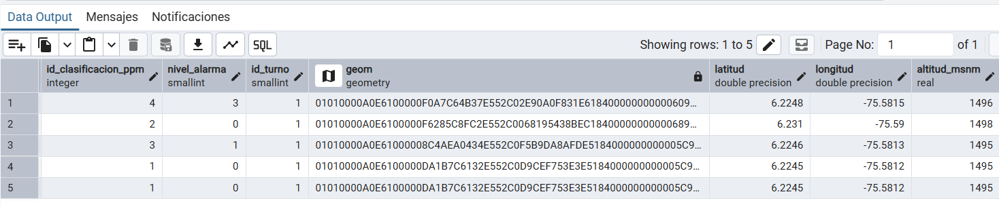 Data Output Mensajes Notificaciones
SQL Showing rows: 1 to 5 Page No: 1 of 1
id_clasificacion_ppm nivel_alarma id_turno geom latitud longitud altitud_msnm
integer smallint smallint geometry double precision double precision real
1 4 3 1 01010000A0E6100000F0A7C64B37E552C02E90A0F831E618400000000000609... 6.2248 -75.5815 1496
2 2 0 1 01010000A0E6100000F6285C8FC2E552C0068195438BEC18400000000000689... 6.231 -75.59 1498
3 3 1 1 01010000A0E61000008C4AEA0434E552C0F5B9DA8AFDE5184000000000005C9... 6.2246 -75.5813 1495
4 1 0 1 01010000A0E6100000DA1B7C6132E552C0D9CEF753E3E5184000000000005C9... 6.2245 -75.5812 1495
5 1 0 1 01010000A0E6100000DA1B7C6132E552C0D9CEF753E3E5184000000000005C9... 6.2245 -75.5812 1495